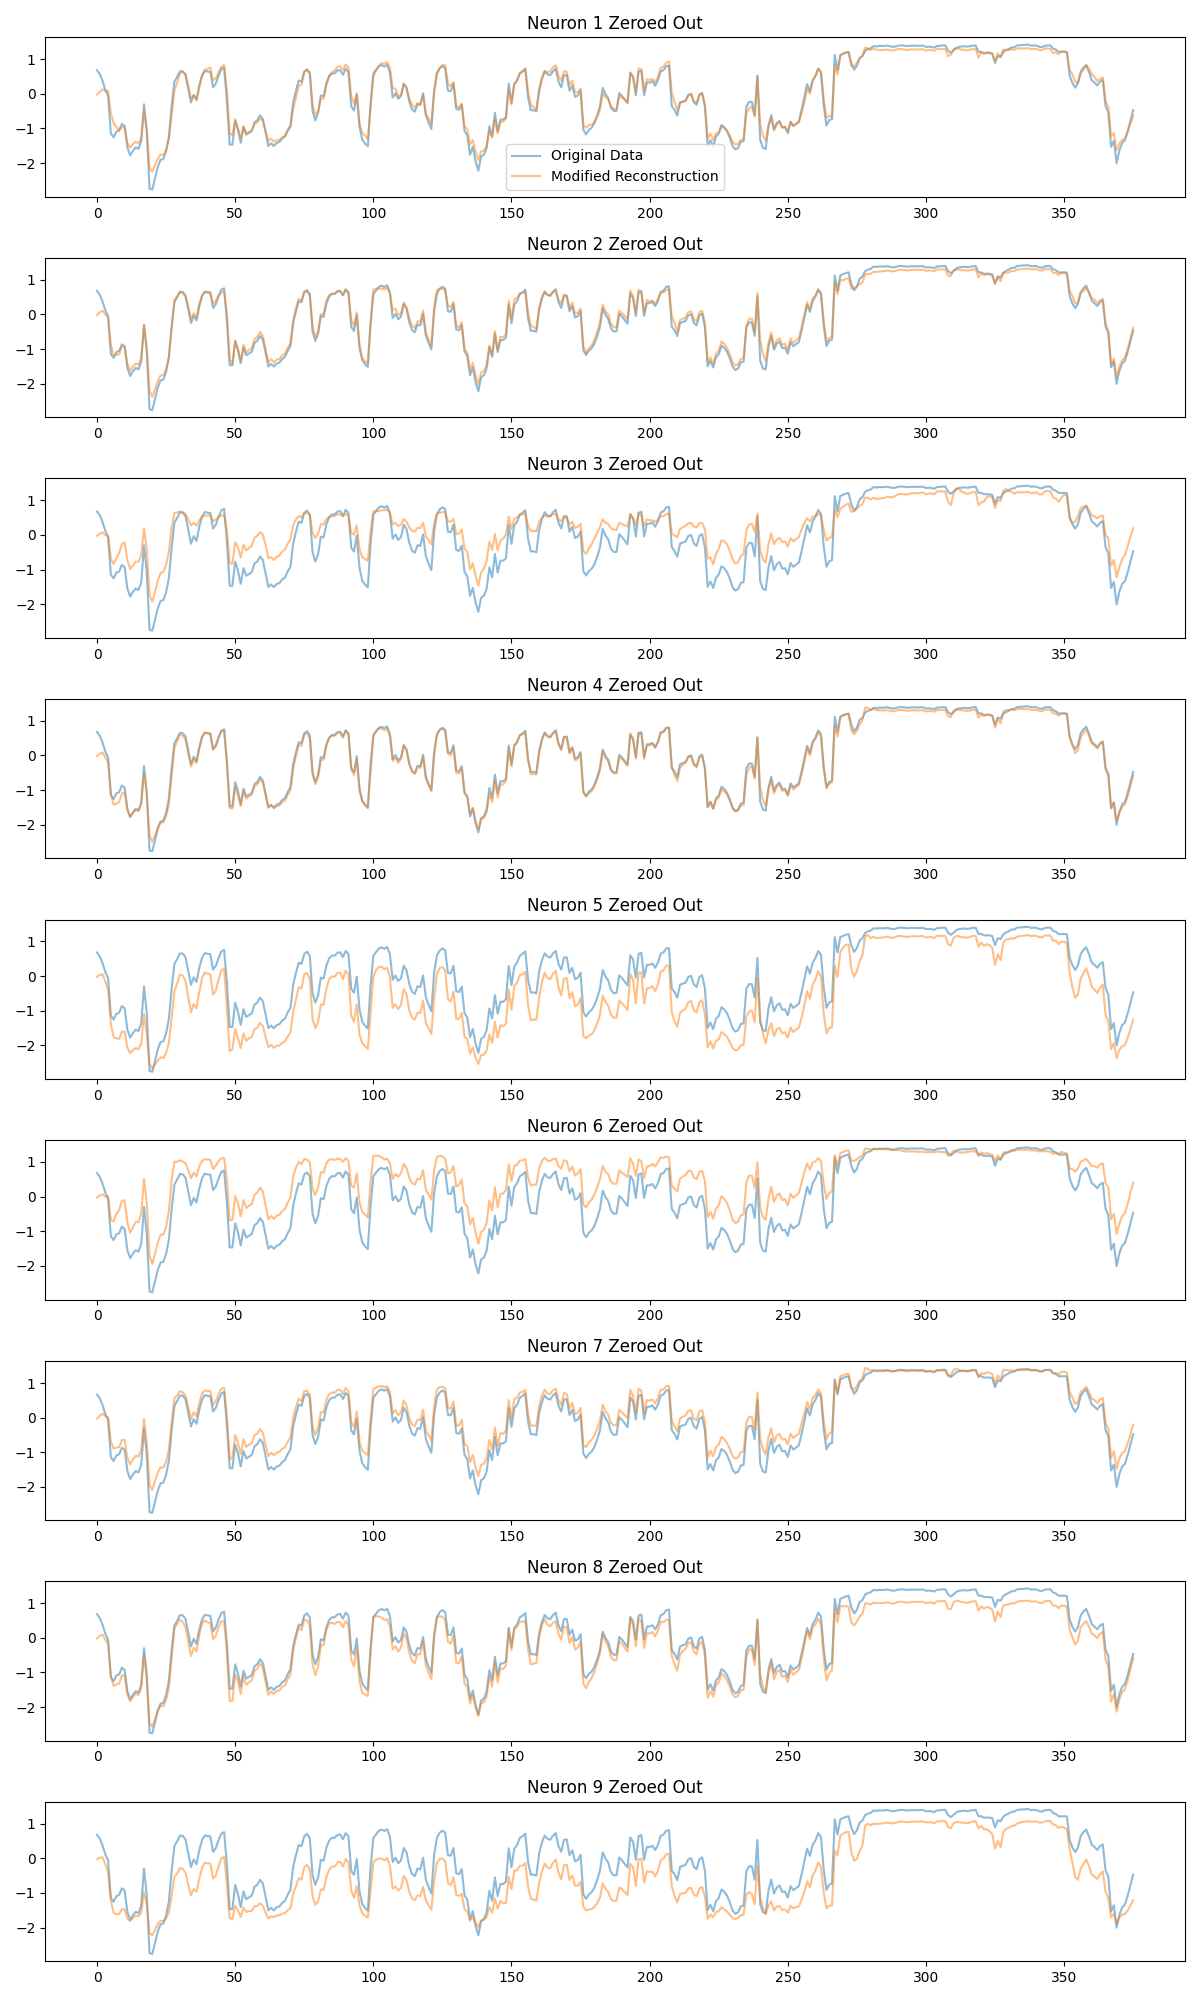 Neuron 1 Zeroed Out
1
0
−1
−2
Original Data
Modified Reconstruction
0 50 100 150 200 250 300 350
Neuron 2 Zeroed Out
1
0
−1
−2
0 50 100 150 200 250 300 350
Neuron 3 Zeroed Out
1
0
−1
−2
0 50 100 150 200 250 300 350
Neuron 4 Zeroed Out
1
0
−1
−2
0 50 100 150 200 250 300 350
Neuron 5 Zeroed Out
1
0
−1
−2
0 50 100 150 200 250 300 350
Neuron 6 Zeroed Out
1
0
−1
−2
0 50 100 150 200 250 300 350
Neuron 7 Zeroed Out
1
0
−1
−2
0 50 100 150 200 250 300 350
Neuron 8 Zeroed Out
1
0
−1
−2
0 50 100 150 200 250 300 350
Neuron 9 Zeroed Out
1
0
−1
−2
0 50 100 150 200 250 300 350